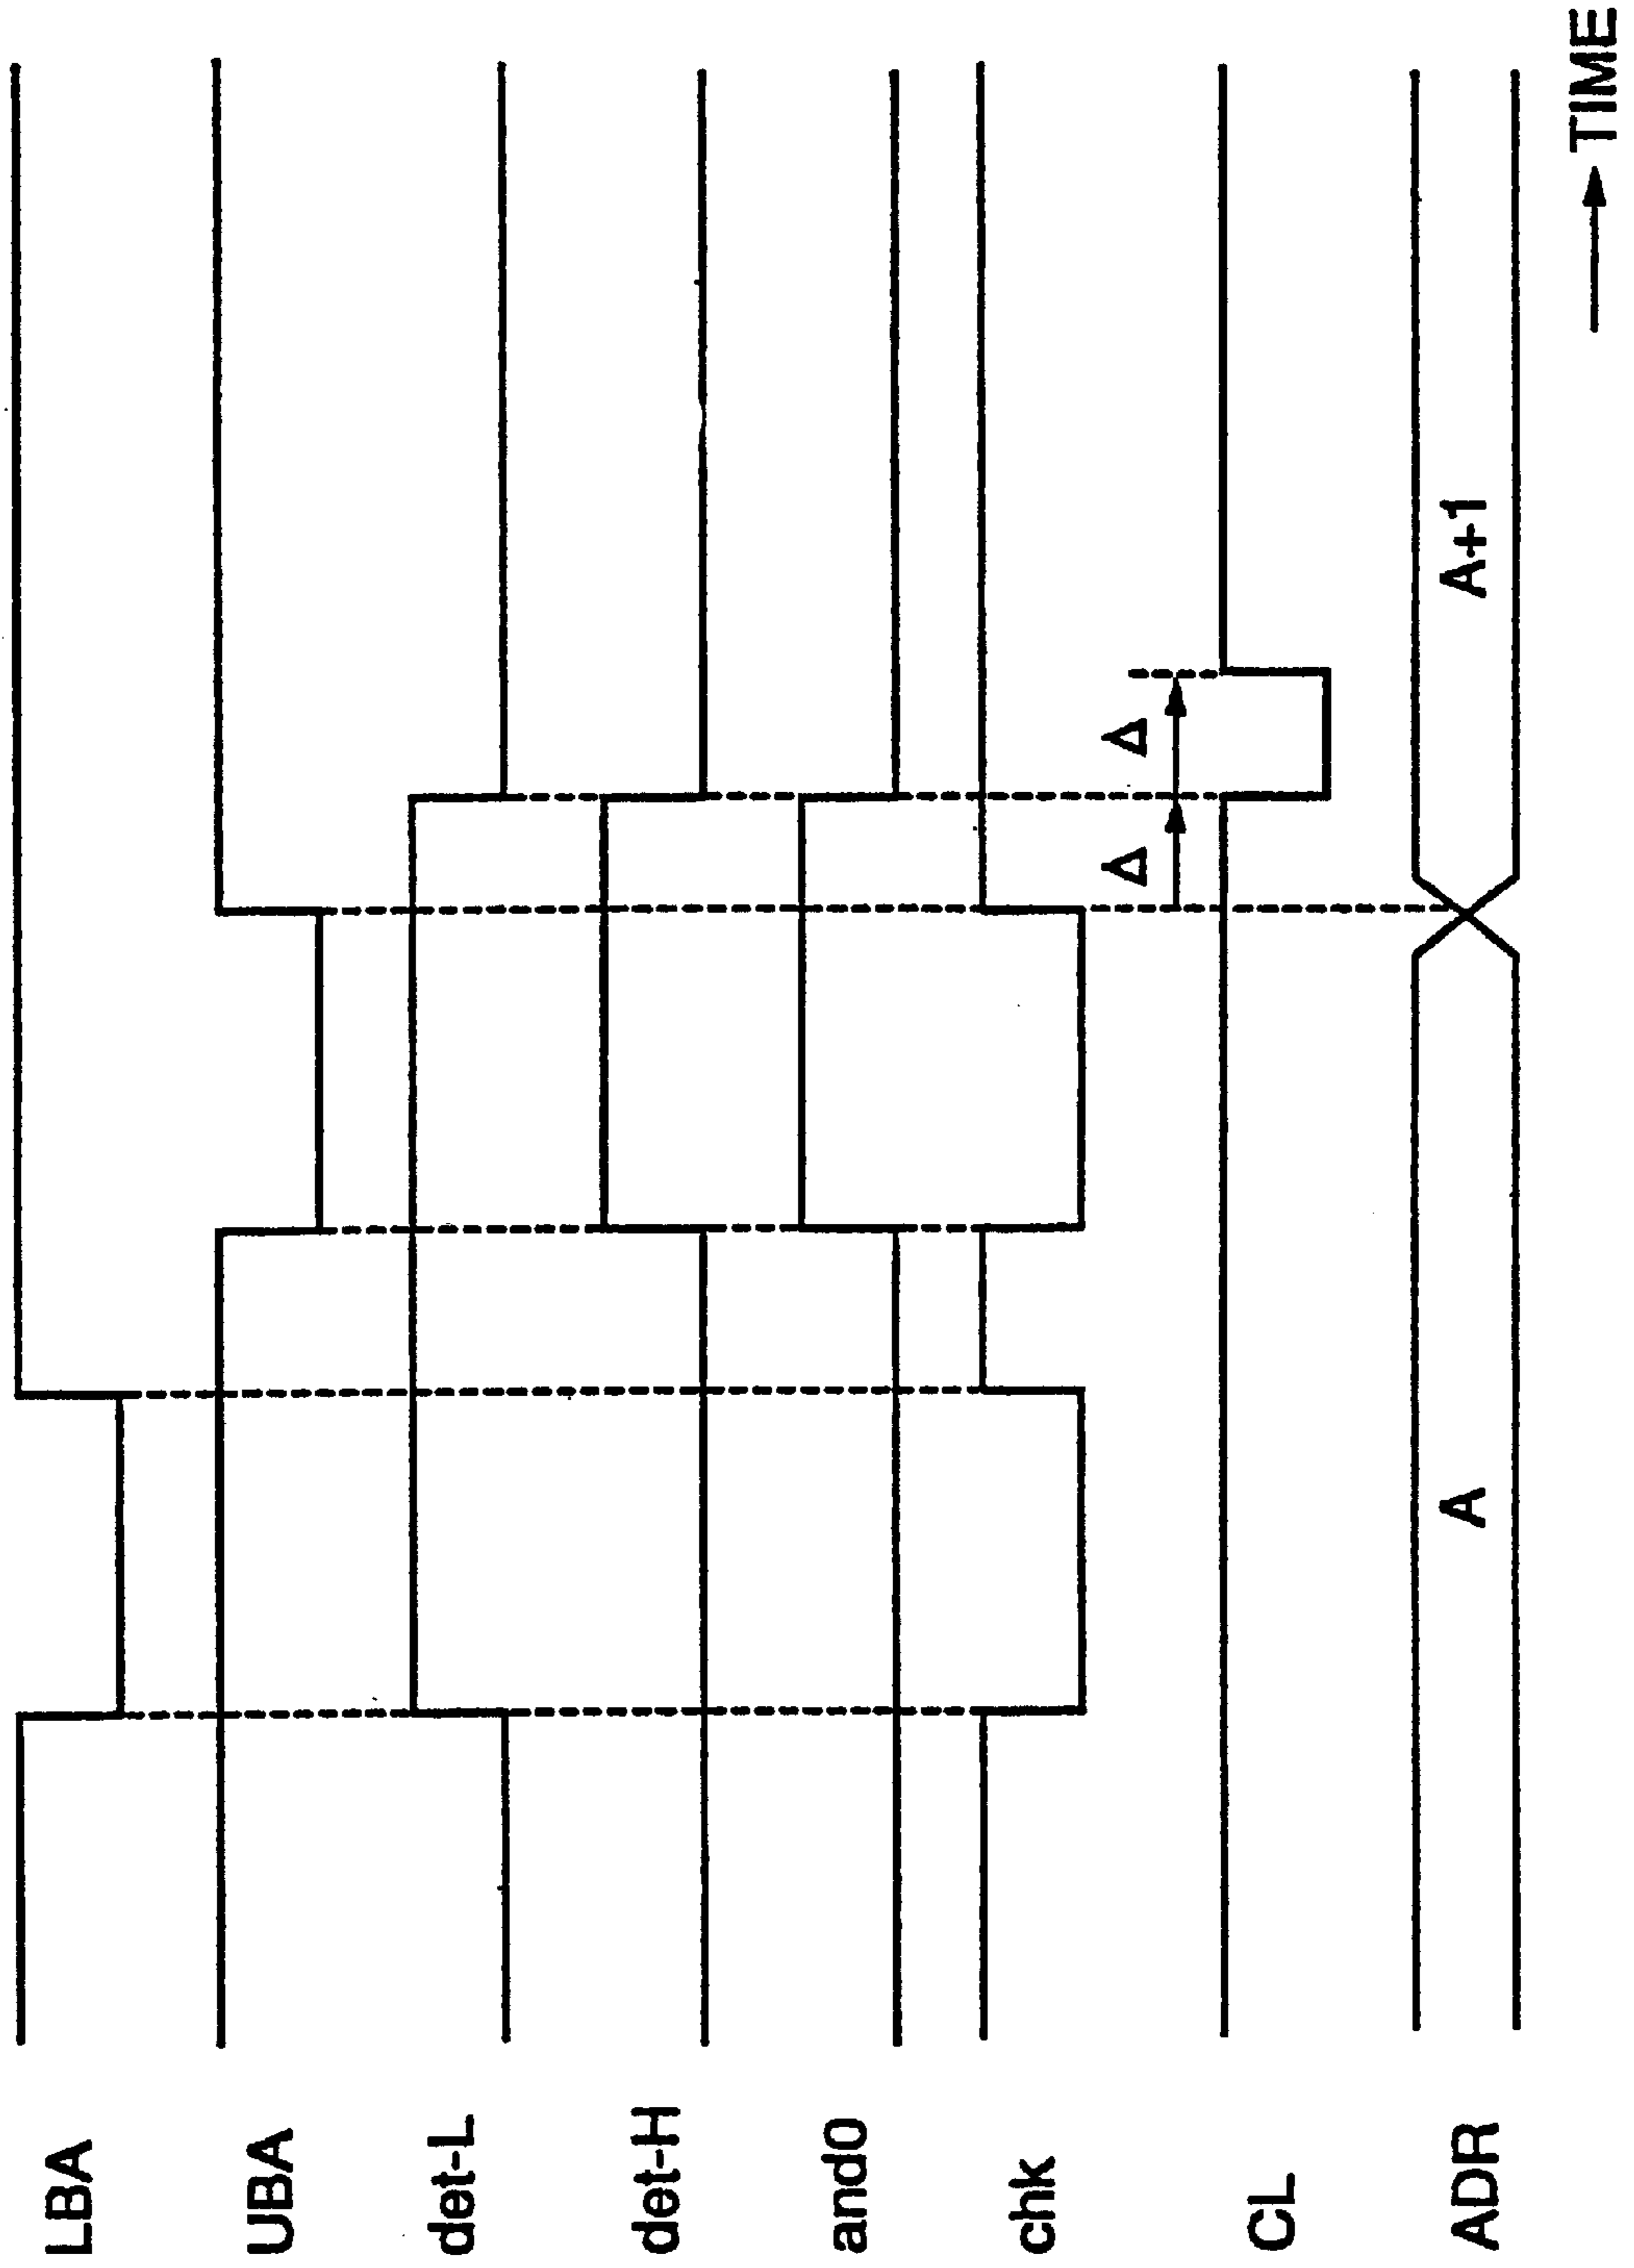 LBA
UBA
det-L
det-H
and0
chk
Δ Δ
CL
ADR A A+1
TIME